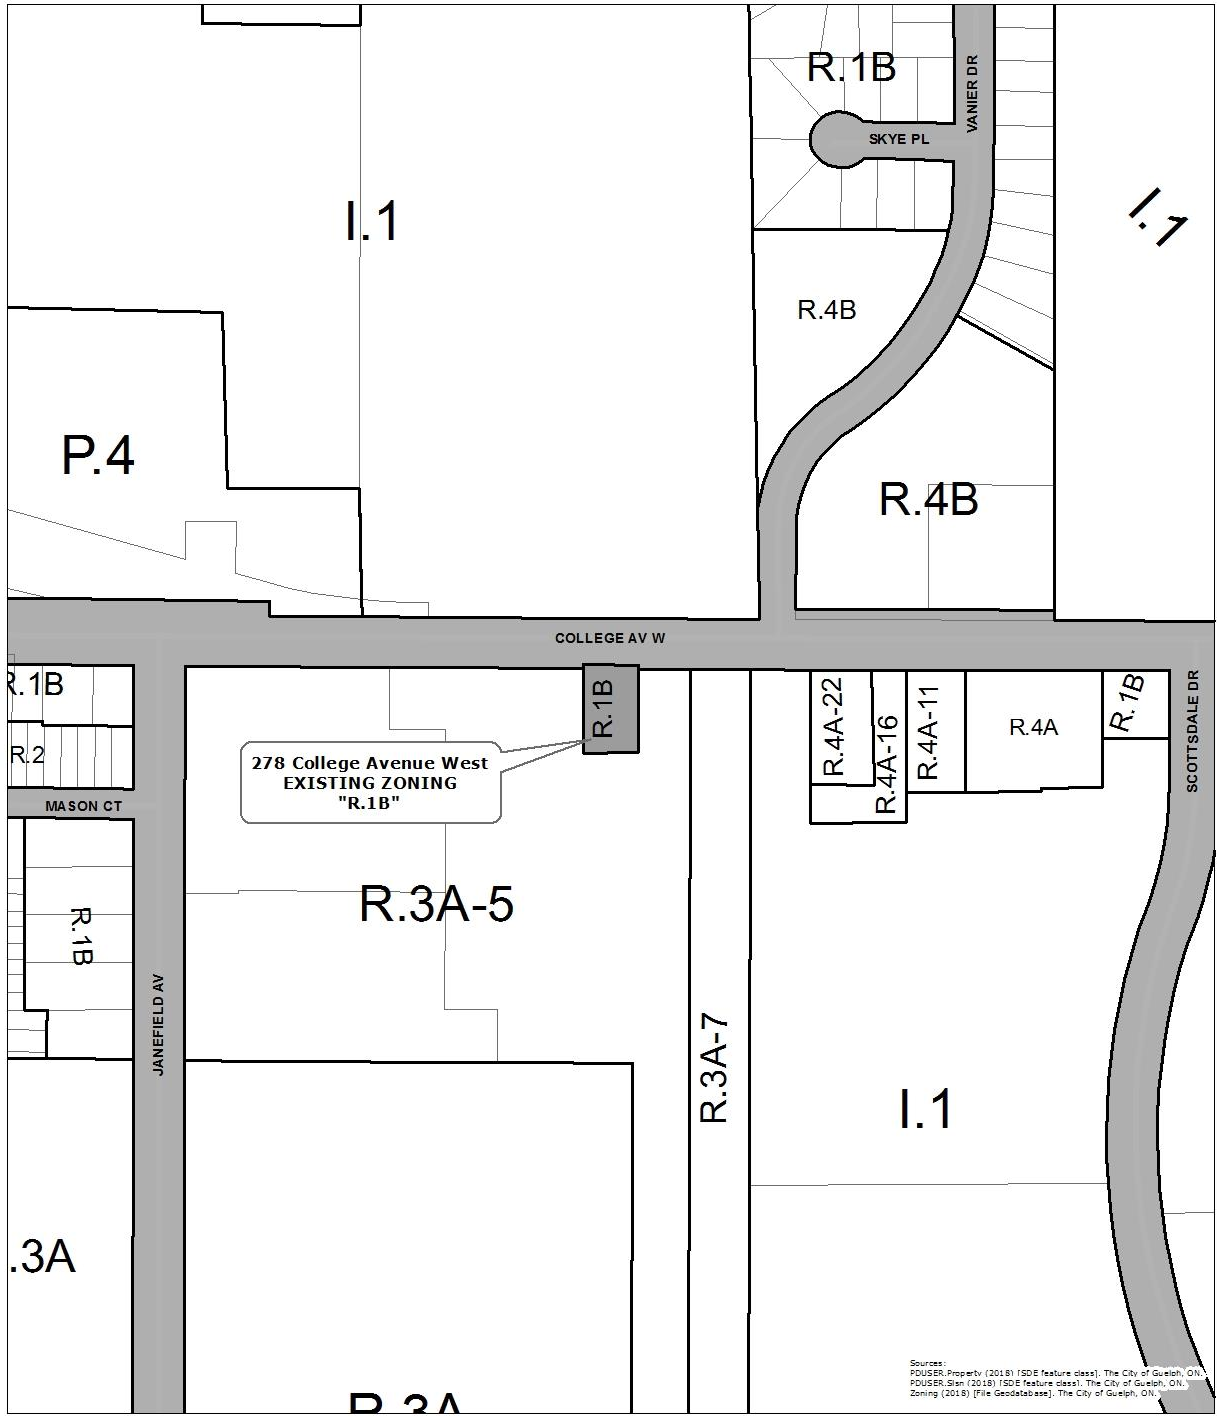 R.1B
VANIER DR
SKYE PL
I.1
I.1
R.4B
P.4
R.4B
COLLEGE AV W
R.1B
R.1B
R.4A-22
R.4A-16
R.4A-11
R.4A
R.1B
SCOTTSDALE DR
R.2
278 College Avenue West
EXISTING ZONING
"R.1B"
MASON CT
R.3A-5
R.1B
JANEFIELD AV
R.3A-7
I.1
.3A
R.3A
Sources:
PDUSER.Property (2018) [SDE feature class]. The City of Guelph, ON.
PDUSER.Slsn (2018) [SDE feature class]. The City of Guelph, ON.
Zoning (2018) [File Geodatabase]. The City of Guelph, ON.